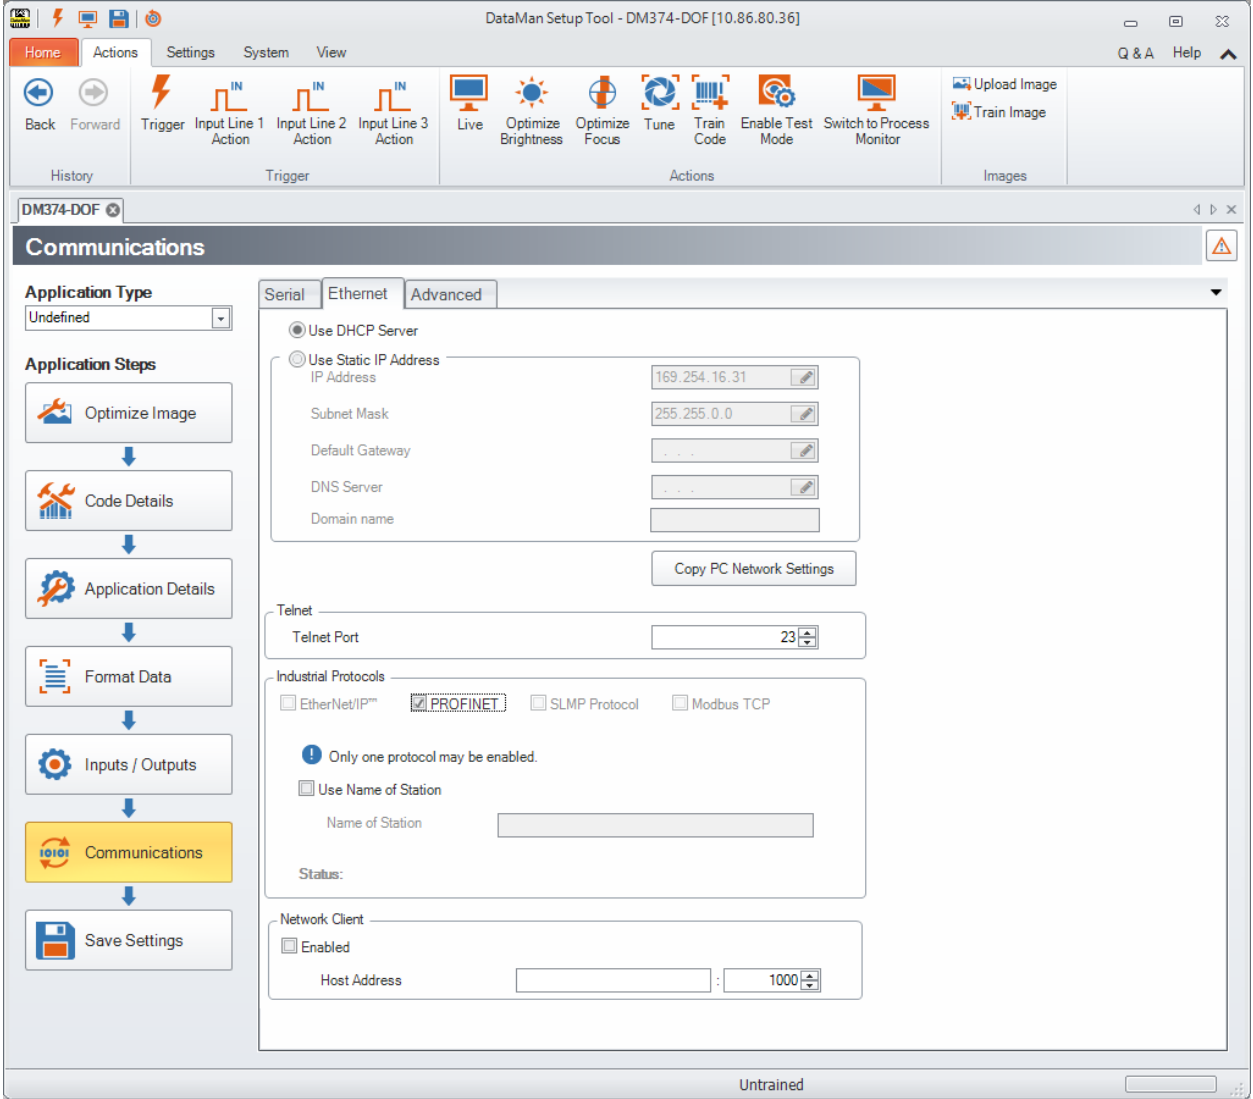 DataMan Setup Tool - DM374-DOF [10.86.80.36]
Home Actions Settings System View Q & A Help
IN IN IN
Upload Image
Train Image
Back Forward Trigger Input Line 1 Action Input Line 2 Action Input Line 3 Action Live Optimize Brightness Optimize Focus Tune Train Code Enable Test Mode Switch to Process Monitor
History Trigger Actions Images
DM374-DOF
Communications
Application Type
Undefined
Application Steps
Optimize Image
Code Details
Application Details
Format Data
Inputs / Outputs
10101
Communications
Save Settings
Serial Ethernet Advanced
Use DHCP Server
Use Static IP Address
IP Address 169.254.16.31
Subnet Mask 255.255.0.0
Default Gateway . . .
DNS Server . . .
Domain name
Copy PC Network Settings
Telnet
Telnet Port 23
Industrial Protocols
EtherNet/IP™ PROFINET SLMP Protocol Modbus TCP
! Only one protocol may be enabled.
Use Name of Station
Name of Station
Status:
Network Client
Enabled
Host Address : 1000
Untrained